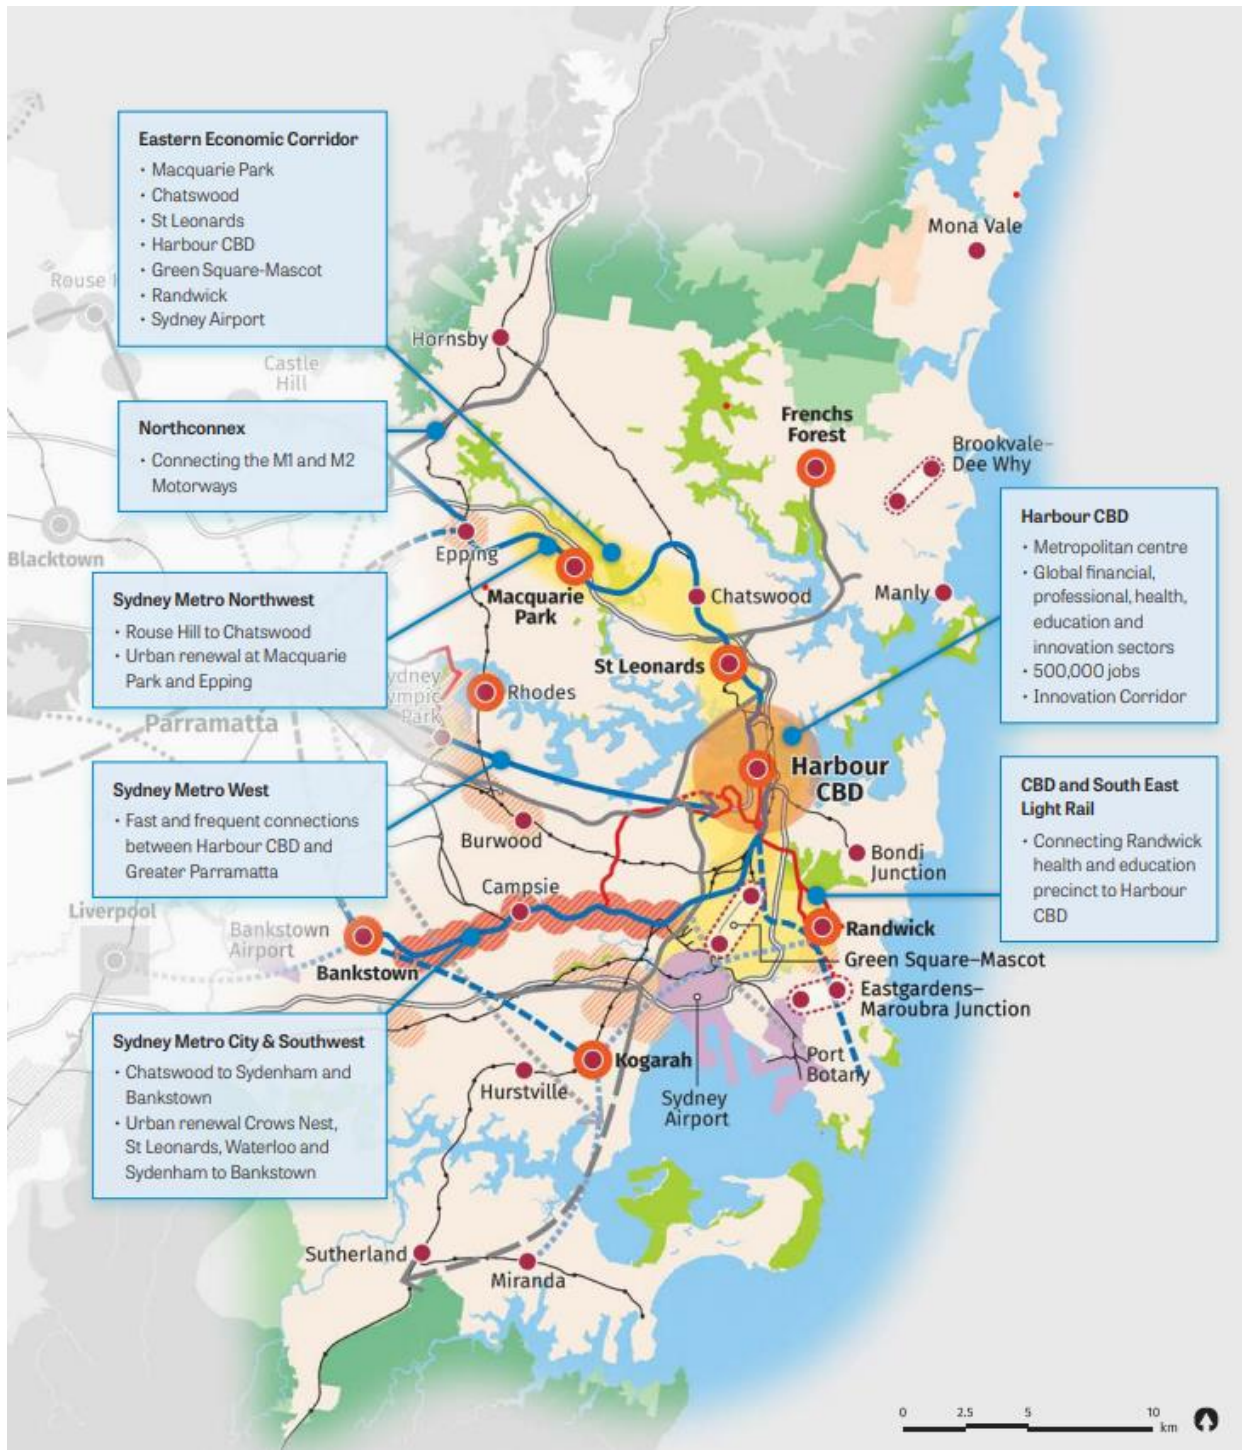 Eastern Economic Corridor
• Macquarie Park
• Chatswood
• St Leonards
• Harbour CBD
• Green Square-Mascot
• Randwick
• Sydney Airport
Mona Vale
Rouse
Hornsby
Castle
Hill
Northconnex
• Connecting the M1 and M2
Motorways
Frenchs
Forest
Brookvale–
Dee Why
Harbour CBD
• Metropolitan centre
• Global financial,
professional, health,
education and
innovation sectors
• 500,000 jobs
• Innovation Corridor
Blacktown
Epping
Macquarie
Park
Chatswood
Manly
Sydney Metro Northwest
• Rouse Hill to Chatswood
• Urban renewal at Macquarie
Park and Epping
St Leonards
ydney
mpic
Park
Rhodes
Parramatta
Harbour
CBD
CBD and South East
Light Rail
• Connecting Randwick
health and education
precinct to Harbour
CBD
Sydney Metro West
• Fast and frequent connections
between Harbour CBD and
Greater Parramatta
Burwood
Bondi
Junction
Campsie
Liverpool
Bankstown
Airport
Bankstown
Randwick
Green Square–Mascot
Eastgardens–
Maroubra Junction
Sydney Metro City & Southwest
• Chatswood to Sydenham and
Bankstown
• Urban renewal Crows Nest,
St Leonards, Waterloo and
Sydenham to Bankstown
Kogarah
Hurstville
Port
Botany
Sydney
Airport
Sutherland
Miranda
0 2.5 5 10
km